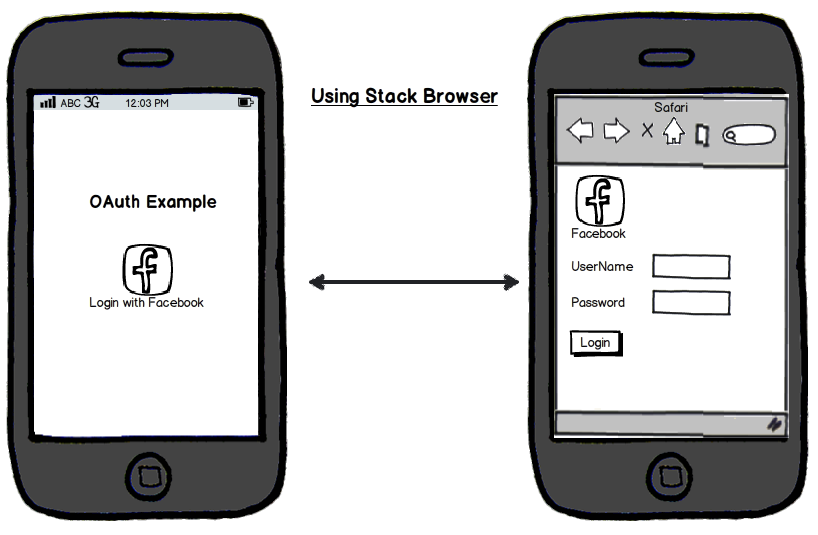 ABC 3G 12:03 PM
OAuth Example
Login with Facebook
Using Stack Browser
Safari
Facebook
UserName
Password
Login